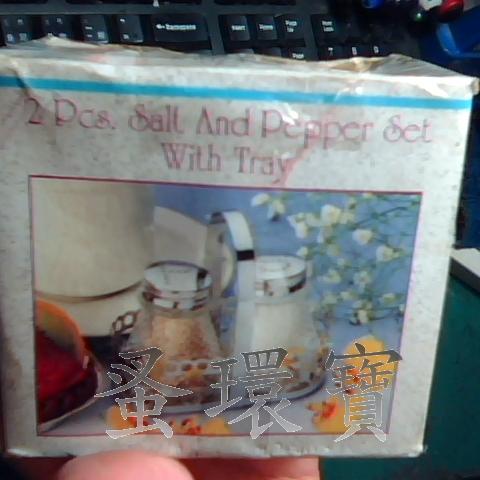 2 Pcs. Salt And Pepper Set
With Tray
蚤環寶